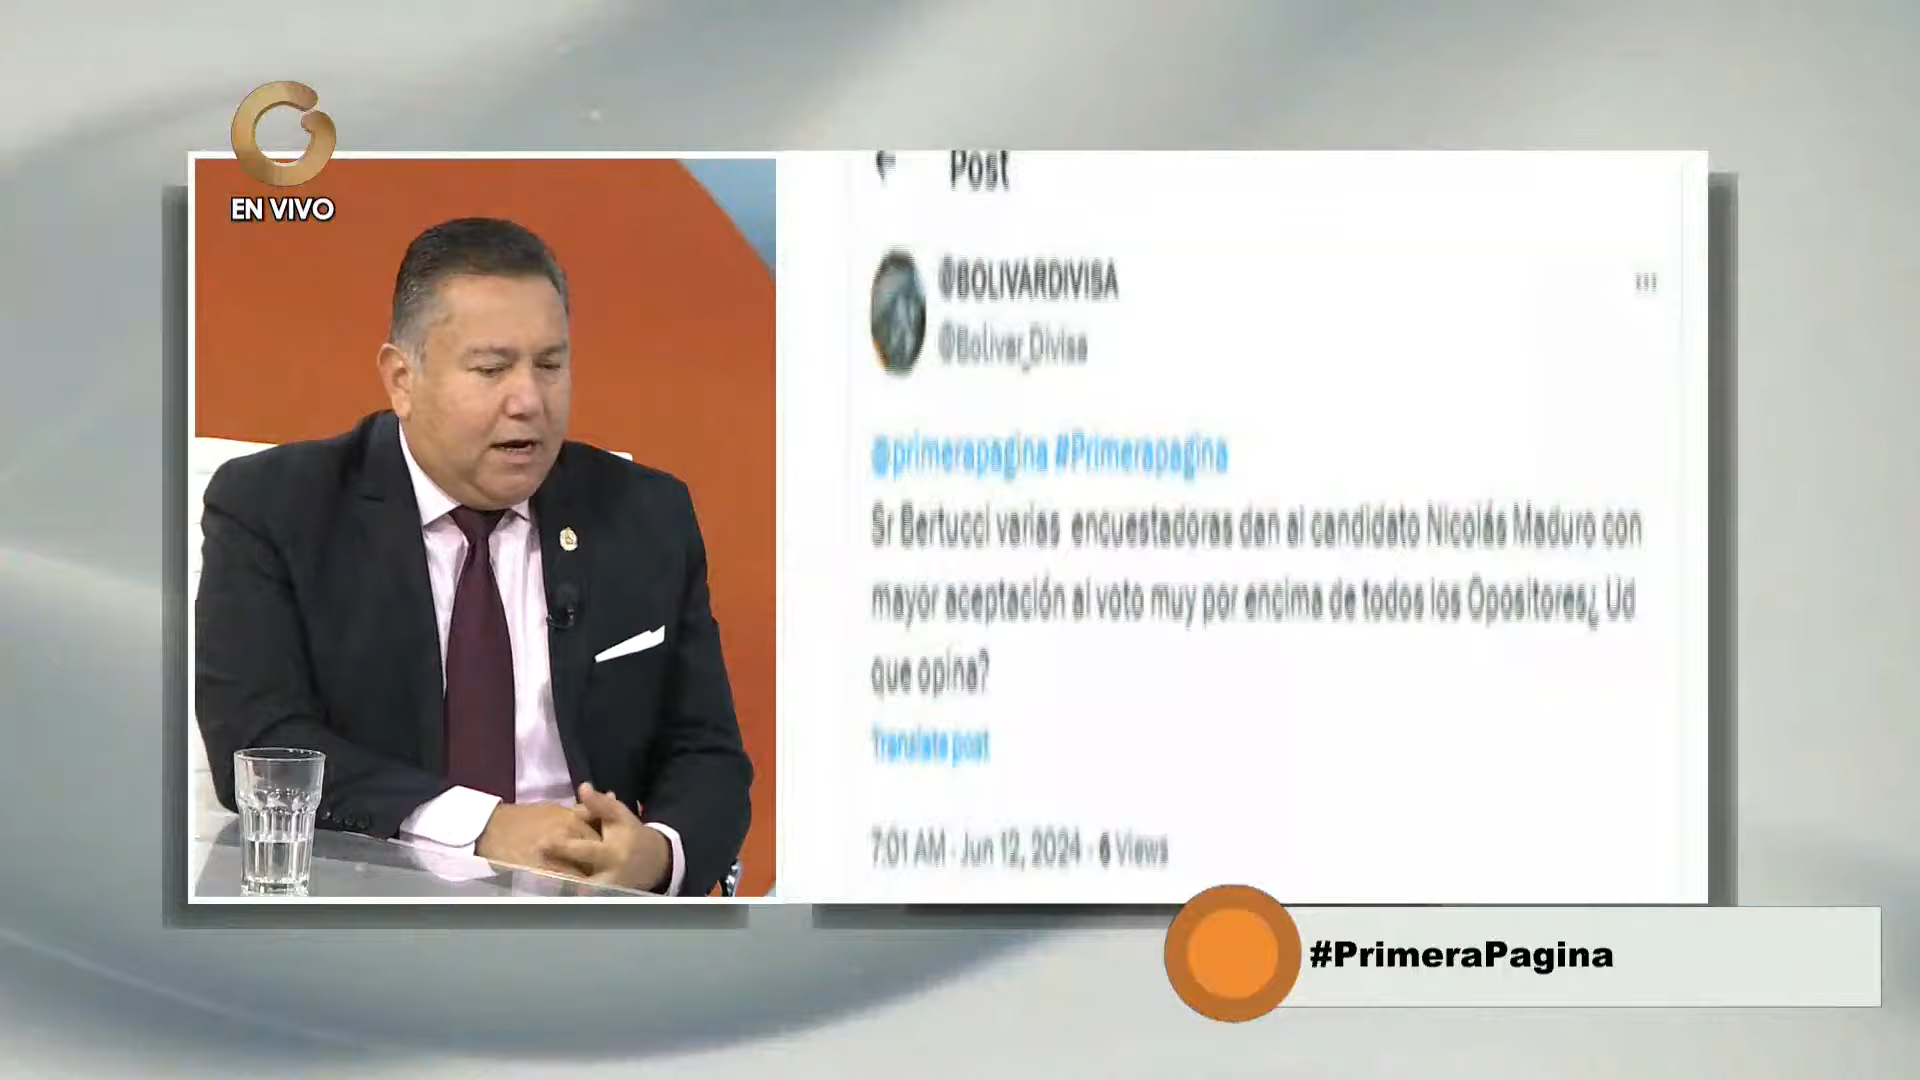 EN VIVO
Post
@BOLIVARDIVISA
@Bolivar_Divisa
@primerapagina #Primerapagina
Sr Bertucci varias encuestadoras dan al candidato Nicolás Maduro con
mayor aceptación al voto muy por encima de todos los Opositores¿ Ud
que opina?
Translate post
7:01 AM · Jun 12, 2024 · 6 Views
#PrimeraPagina